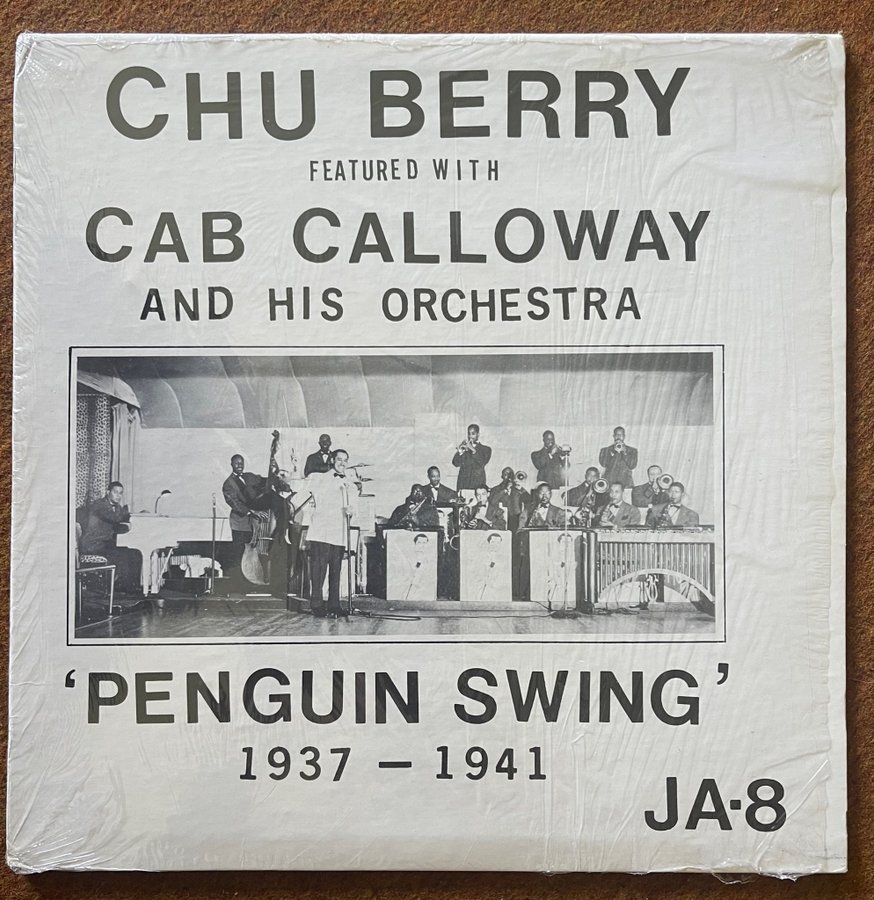 CHU BERRY
FEATURED WITH
CAB CALLOWAY
AND HIS ORCHESTRA
'PENGUIN SWING'
1937 — 1941
JA-8